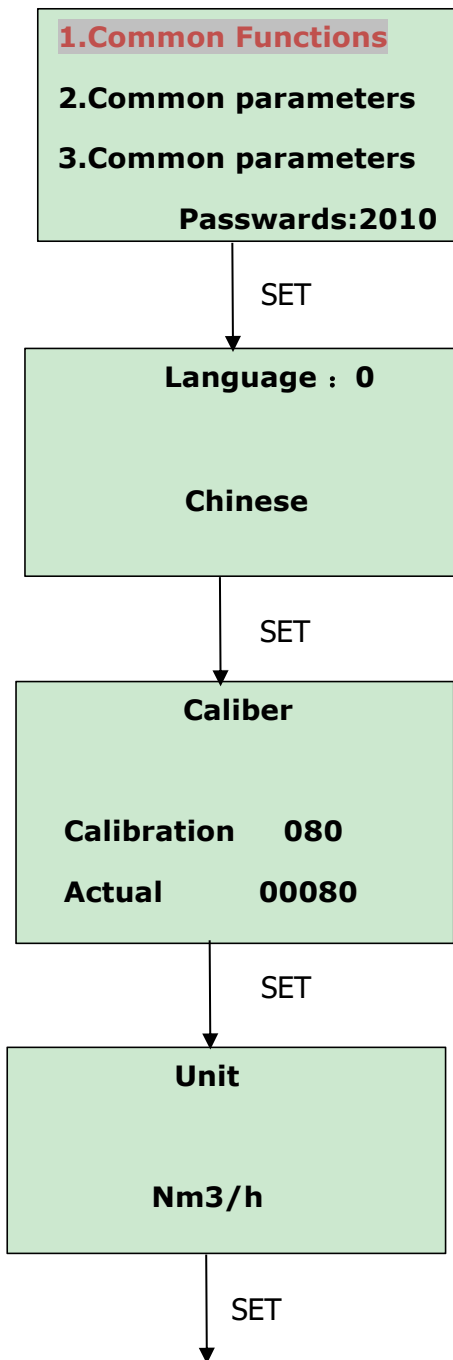 1.Common Functions
2.Common parameters
3.Common parameters
Passwards:2010
SET
Language ：0
Chinese
SET
Caliber
Calibration 080
Actual 00080
SET
Unit
Nm3/h
SET